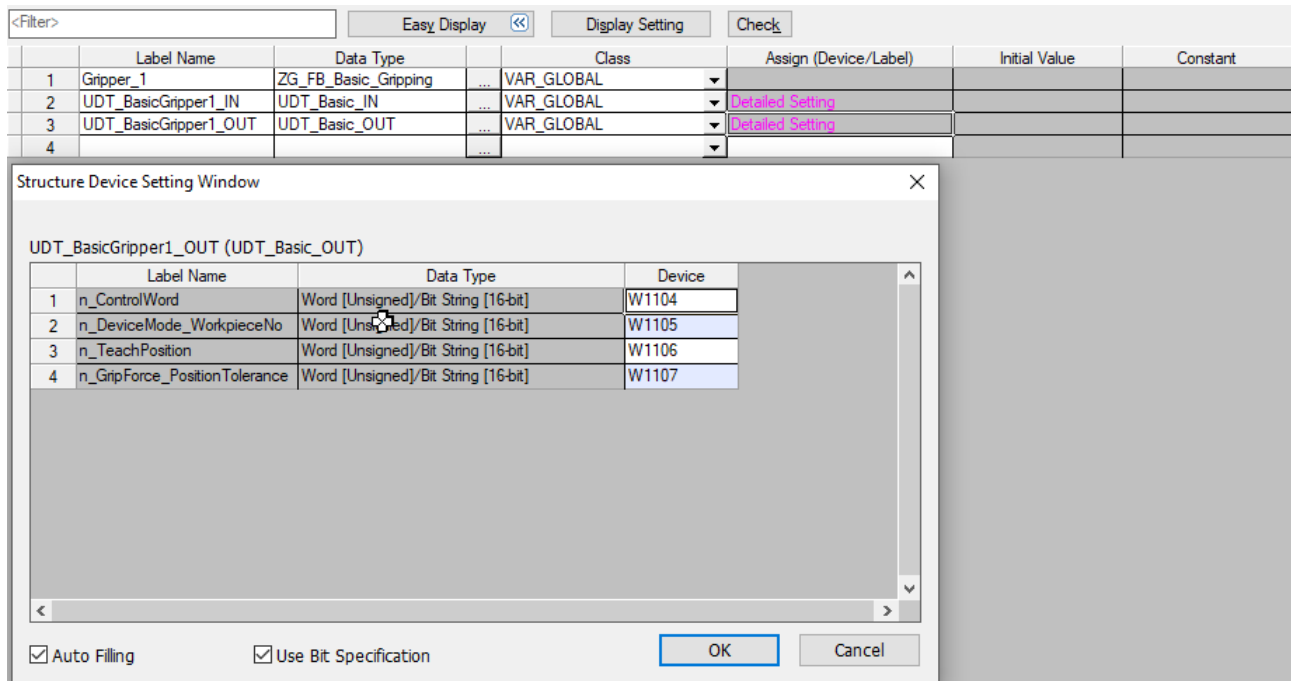 <Filter> Easy Display Display Setting Check
Label Name Data Type Class Assign (Device/Label) Initial Value Constant
1 Gripper_1 ZG_FB_Basic_Gripping ... VAR_GLOBAL
2 UDT_BasicGripper1_IN UDT_Basic_IN ... VAR_GLOBAL Detailed Setting
3 UDT_BasicGripper1_OUT UDT_Basic_OUT ... VAR_GLOBAL Detailed Setting
4 ...
Structure Device Setting Window
UDT_BasicGripper1_OUT (UDT_Basic_OUT)
Label Name Data Type Device
1 n_ControlWord Word [Unsigned]/Bit String [16-bit] W1104
2 n_DeviceMode_WorkpieceNo Word [Unsigned]/Bit String [16-bit] W1105
3 n_TeachPosition Word [Unsigned]/Bit String [16-bit] W1106
4 n_GripForce_PositionTolerance Word [Unsigned]/Bit String [16-bit] W1107
Auto Filling Use Bit Specification OK Cancel